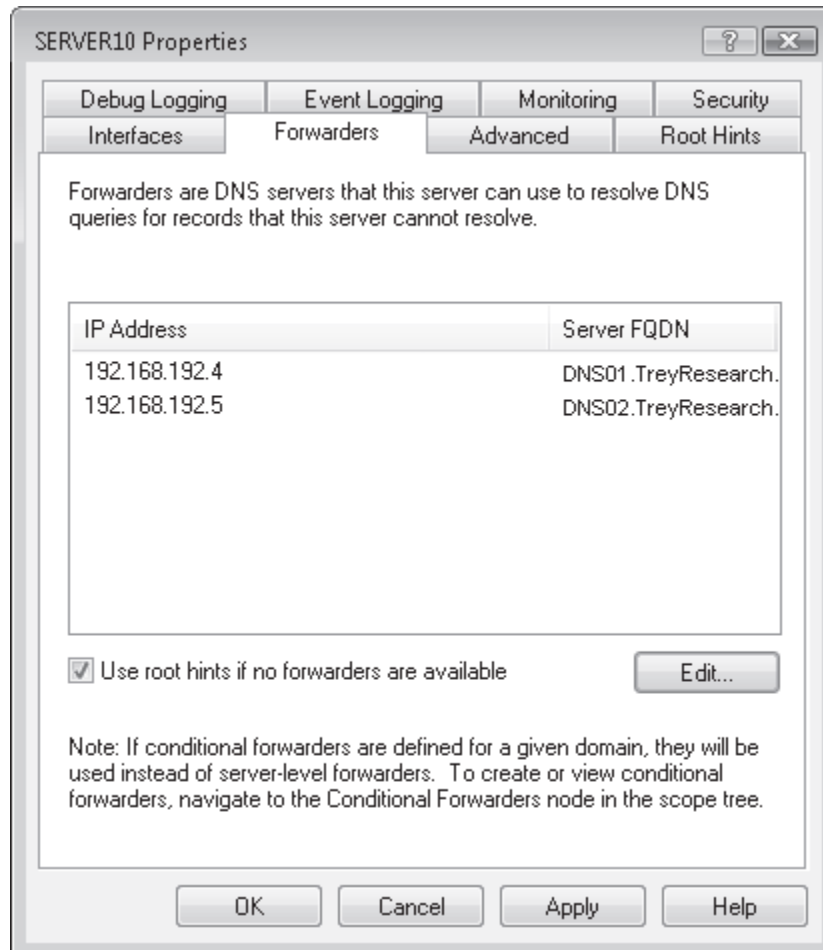 SERVER10 Properties
Debug Logging Event Logging Monitoring Security
Interfaces Forwarders Advanced Root Hints
Forwarders are DNS servers that this server can use to resolve DNS
queries for records that this server cannot resolve.
IP Address Server FQDN
192.168.192.4 DNS01.TreyResearch.
192.168.192.5 DNS02.TreyResearch.
Use root hints if no forwarders are available Edit...
Note: If conditional forwarders are defined for a given domain, they will be
used instead of server-level forwarders. To create or view conditional
forwarders, navigate to the Conditional Forwarders node in the scope tree.
OK Cancel Apply Help